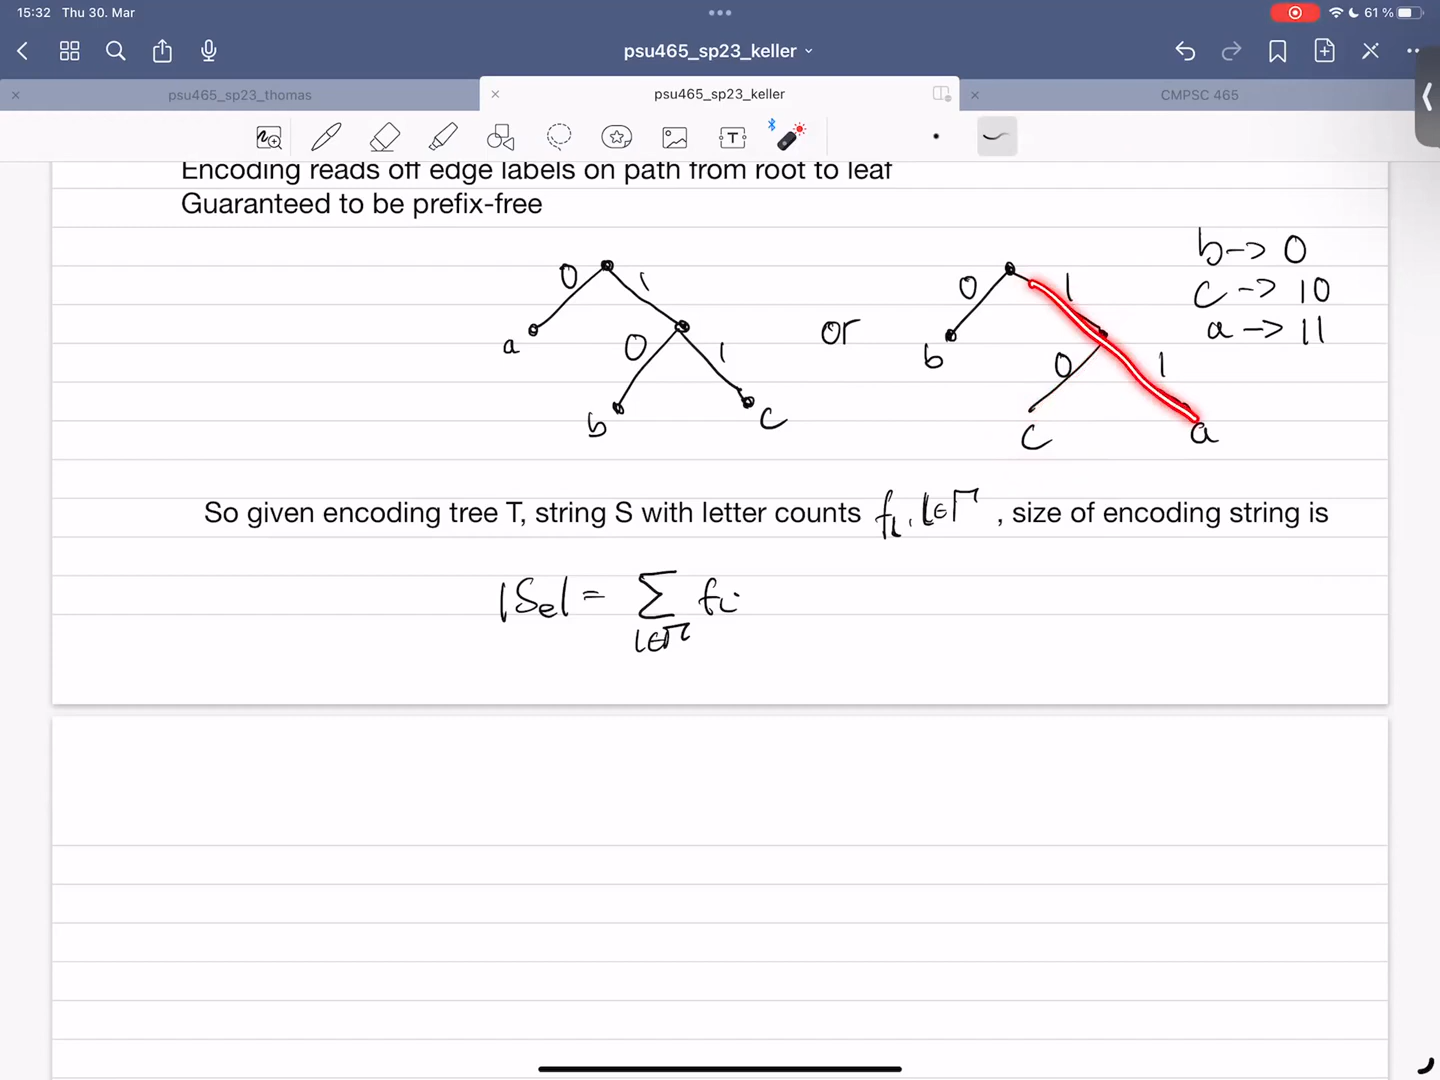 15:32 Thu 30. Mar
61 %
psu465_sp23_keller
psu465_sp23_thomas
psu465_sp23_keller
CMPSC 465
T
Encoding reads off edge labels on path from root to leaf
Guaranteed to be prefix-free
0 1
a
0 1
b c
or
0 1
b
0 1
c a
b -> 0
c -> 10
a -> 11
So given encoding tree T, string S with letter counts f_l, l∈Γ , size of encoding string is
|S_e| = ∑ f_l
l∈Γ